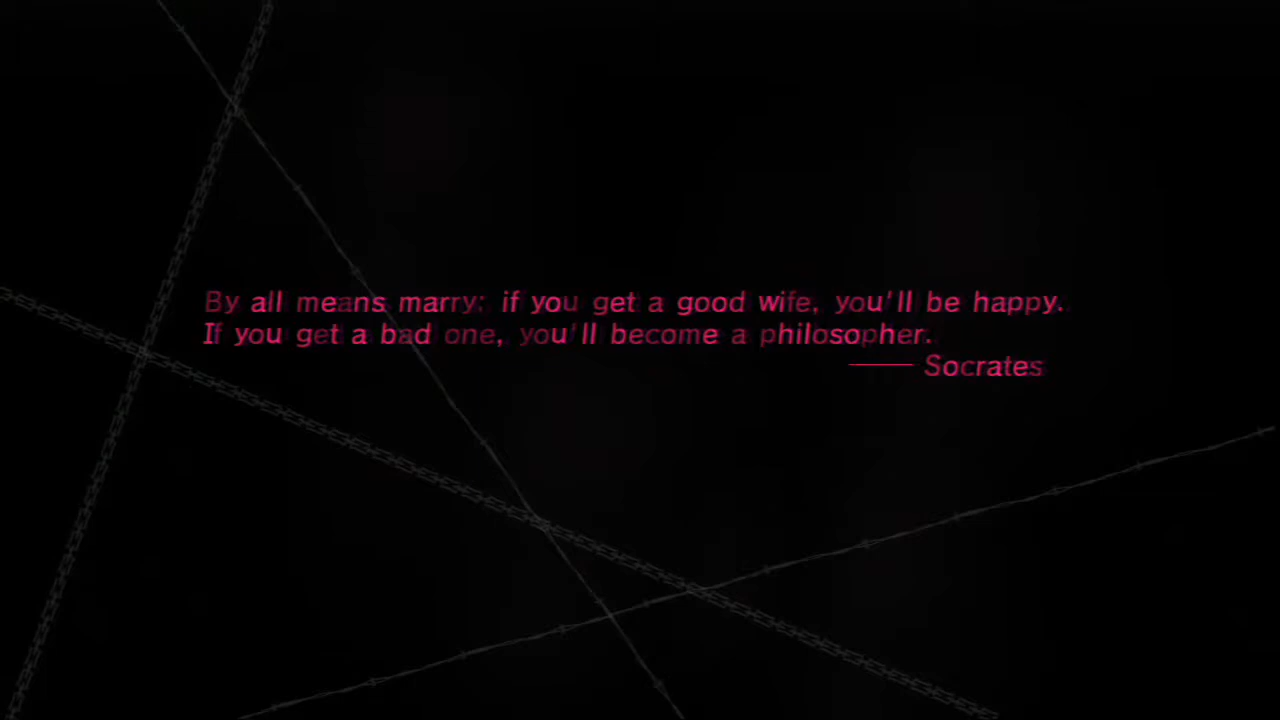 By all means marry: if you get a good wife, you'll be happy.
If you get a bad one, you'll become a philosopher.
—— Socrates